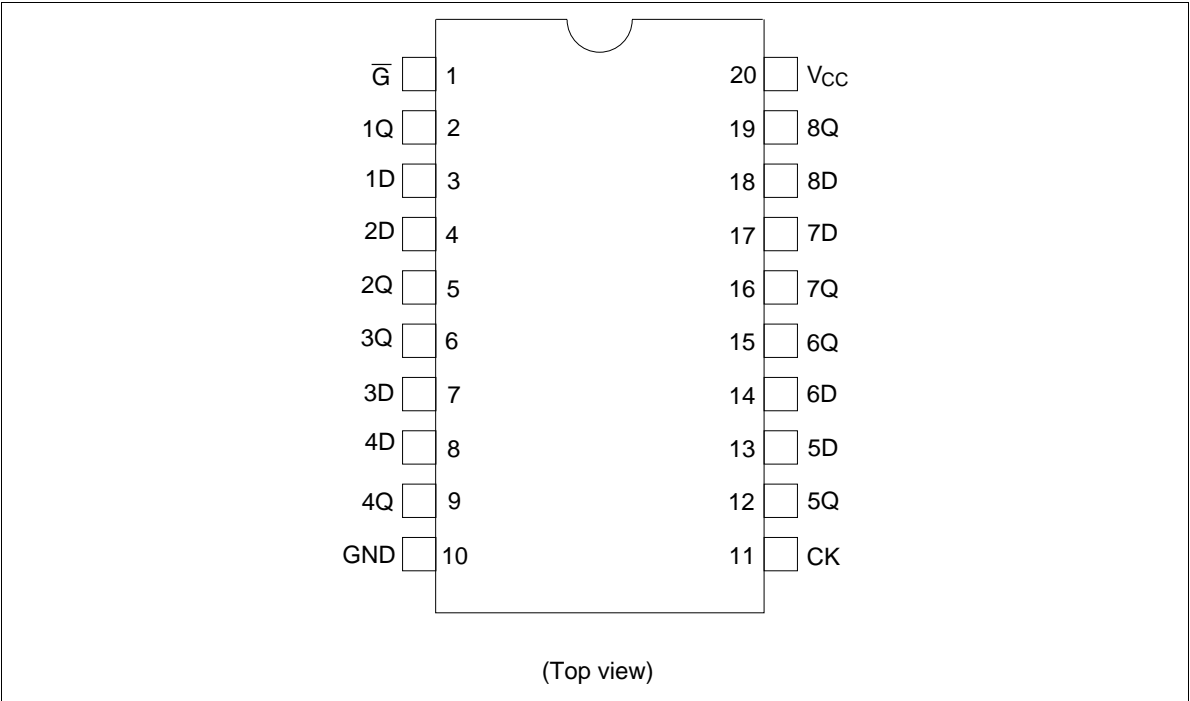 G̅ 1 20 VCC
1Q 2 19 8Q
1D 3 18 8D
2D 4 17 7D
2Q 5 16 7Q
3Q 6 15 6Q
3D 7 14 6D
4D 8 13 5D
4Q 9 12 5Q
GND 10 11 CK
(Top view)